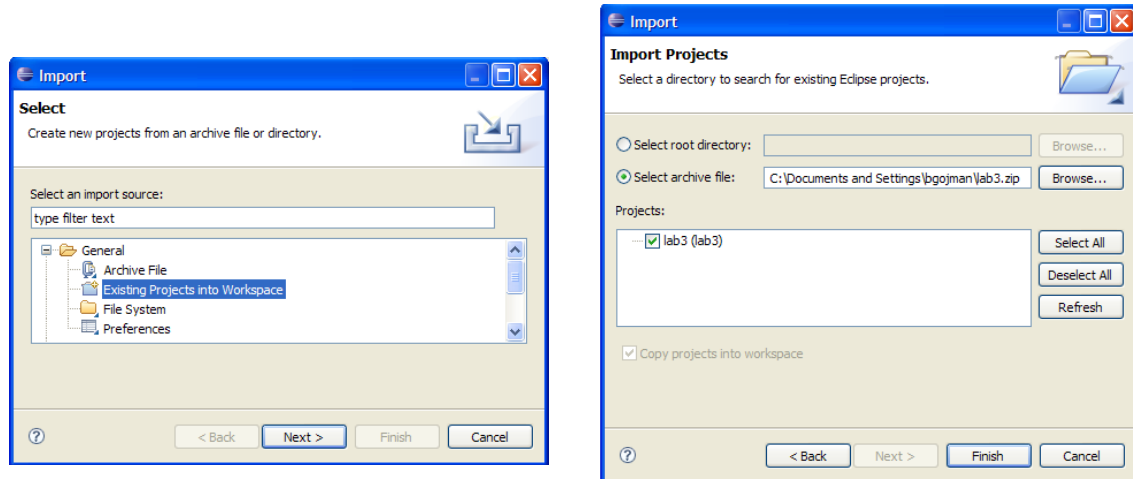 Import
Select
Create new projects from an archive file or directory.
Select an import source:
type filter text
General
Archive File
Existing Projects into Workspace
File System
Preferences
?
< Back Next > Finish Cancel
Import
Import Projects
Select a directory to search for existing Eclipse projects.
Select root directory: Browse...
Select archive file: C:\Documents and Settings\bgojman\lab3.zip Browse...
Projects:
lab3 (lab3)
Select All
Deselect All
Refresh
Copy projects into workspace
?
< Back Next > Finish Cancel